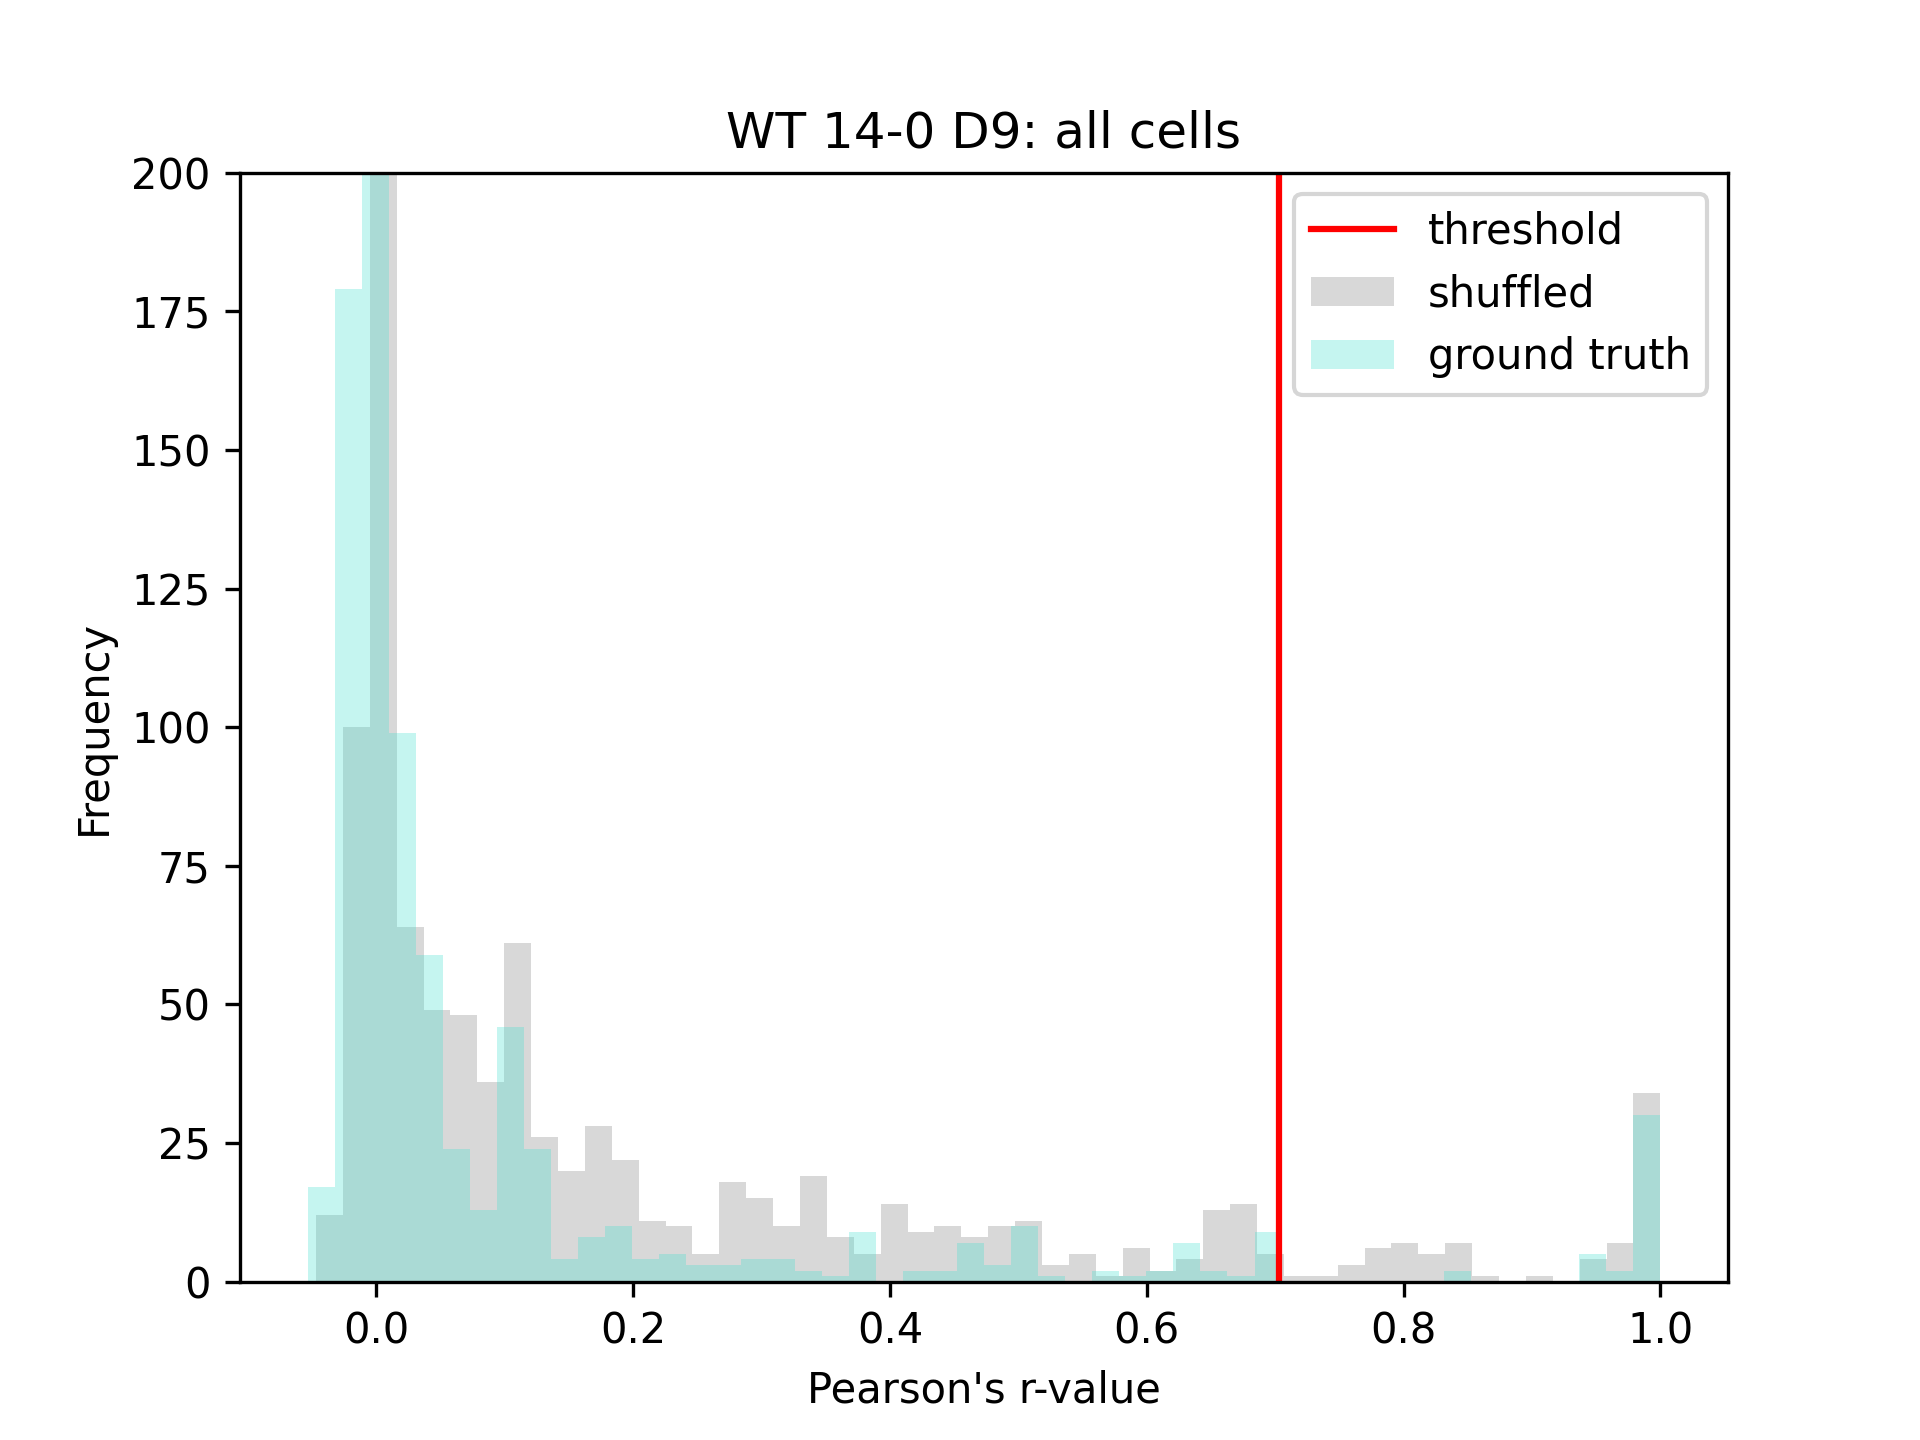 WT 14-0 D9: all cells
200
175
150
125
100
75
50
25
0
Frequency
threshold
shuffled
ground truth
0.0 0.2 0.4 0.6 0.8 1.0
Pearson's r-value